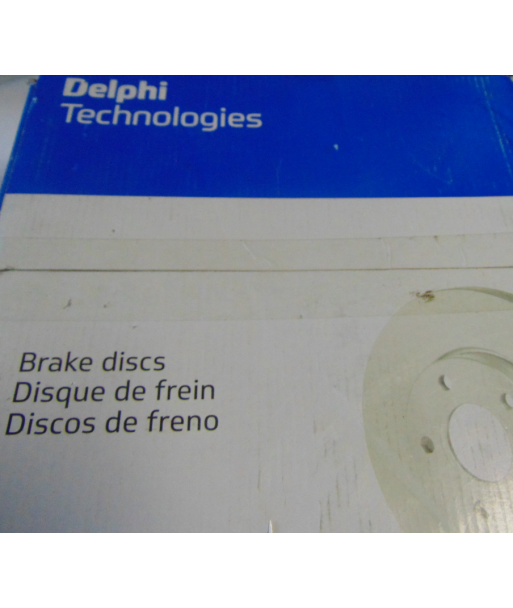 Delphi
Technologies
Brake discs
Disque de frein
Discos de freno